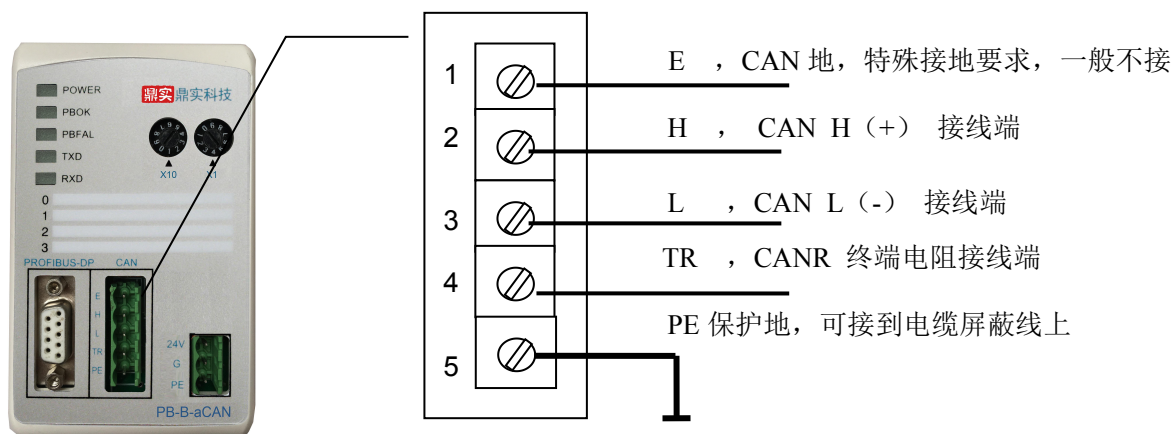 POWER
PBOK
PBFAL
TXD
RXD
鼎实 鼎实科技
X10 X1
0
1
2
3
PROFIBUS-DP CAN
E
H
L
TR
PE
24V
G
PE
PB-B-aCAN
1 E ，CAN 地，特殊接地要求，一般不接
2 H ， CAN H（+） 接线端
3 L ，CAN L（-） 接线端
4 TR ，CANR 终端电阻接线端
5 PE 保护地，可接到电缆屏蔽线上